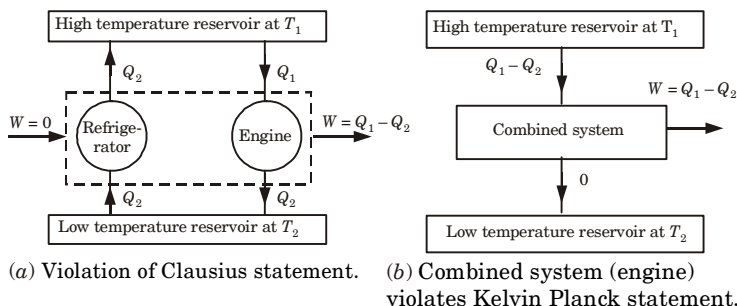 High temperature reservoir at T₁
Q₂
Q₁
W = 0
Refrige-
rator
Engine
W = Q₁ – Q₂
Q₂
Q₂
Low temperature reservoir at T₂
(a) Violation of Clausius statement.
High temperature reservoir at T₁
Q₁ – Q₂
W = Q₁ – Q₂
Combined system
0
Low temperature reservoir at T₂
(b) Combined system (engine)
violates Kelvin Planck statement.